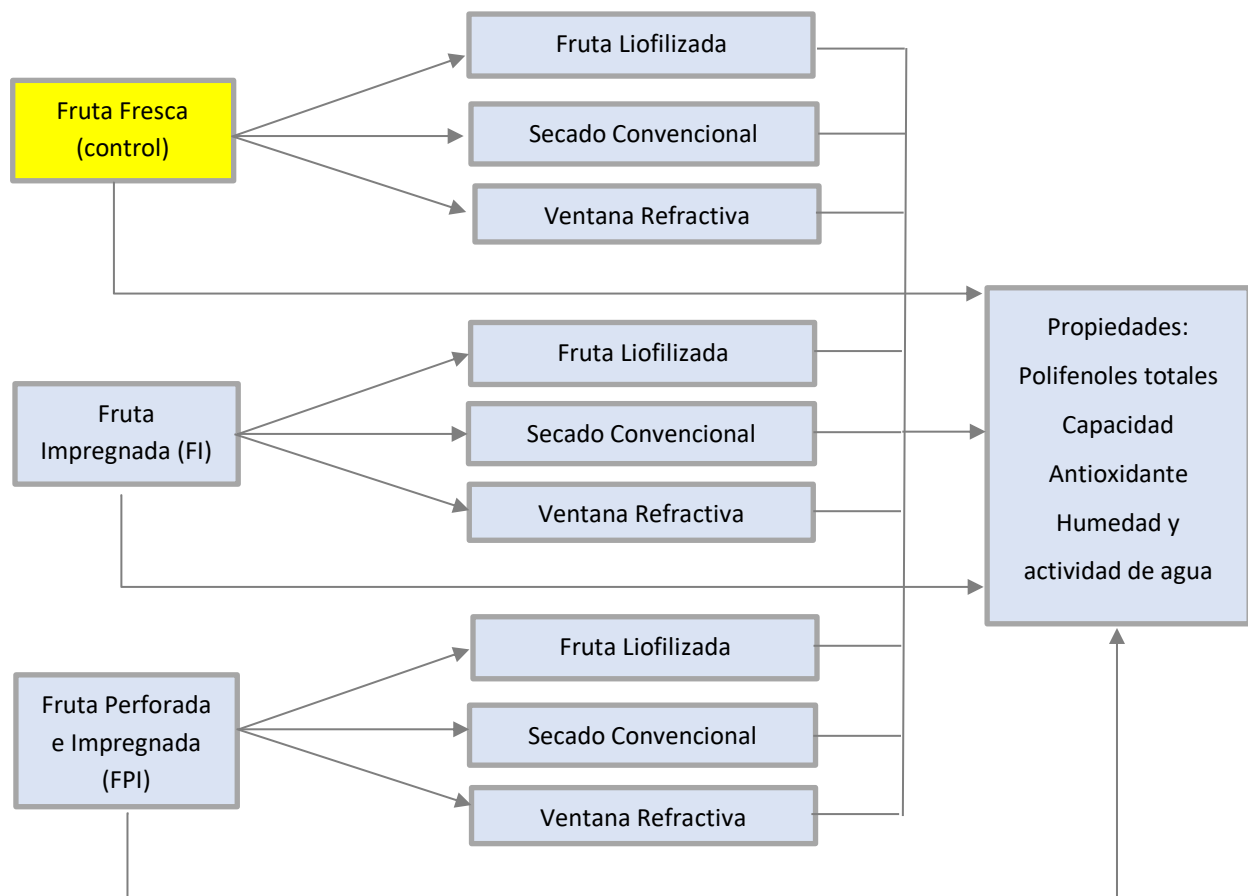 Fruta Fresca
(control)
Fruta Liofilizada
Secado Convencional
Ventana Refractiva
Fruta
Impregnada (FI)
Fruta Liofilizada
Secado Convencional
Ventana Refractiva
Fruta Perforada
e Impregnada
(FPI)
Fruta Liofilizada
Secado Convencional
Ventana Refractiva
Propiedades:
Polifenoles totales
Capacidad
Antioxidante
Humedad y
actividad de agua